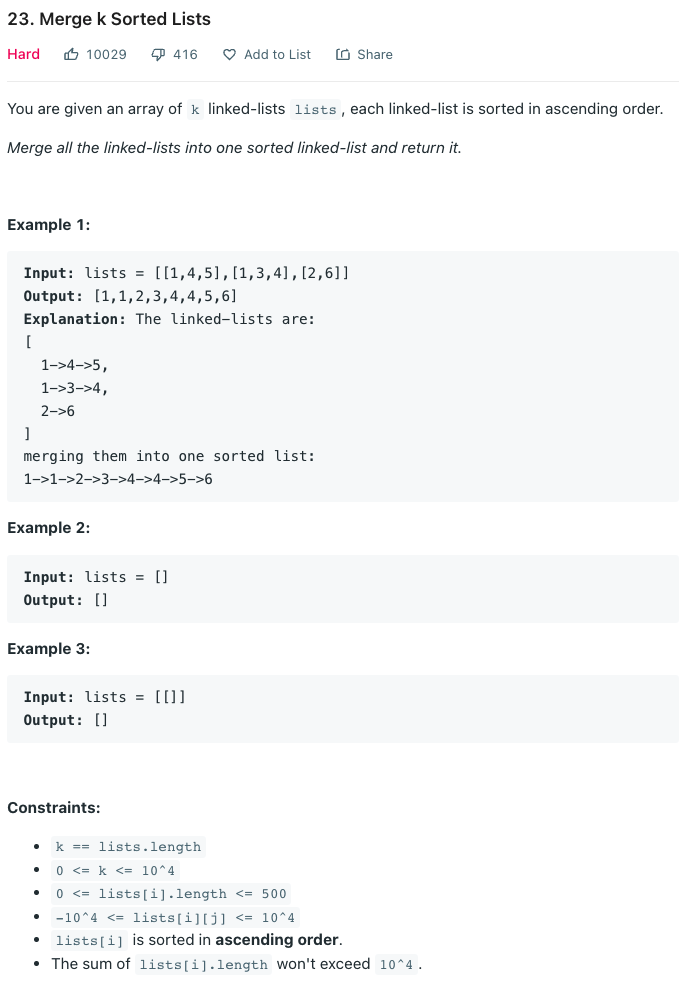 23. Merge k Sorted Lists
Hard 10029 416 Add to List Share
You are given an array of k linked-lists lists, each linked-list is sorted in ascending order.
Merge all the linked-lists into one sorted linked-list and return it.
Example 1:
Input: lists = [[1,4,5],[1,3,4],[2,6]]
Output: [1,1,2,3,4,4,5,6]
Explanation: The linked-lists are:
[
  1->4->5,
  1->3->4,
  2->6
]
merging them into one sorted list:
1->1->2->3->4->4->5->6
Example 2:
Input: lists = []
Output: []
Example 3:
Input: lists = [[]]
Output: []
Constraints:
• k == lists.length
• 0 <= k <= 10^4
• 0 <= lists[i].length <= 500
• -10^4 <= lists[i][j] <= 10^4
• lists[i] is sorted in ascending order.
• The sum of lists[i].length won't exceed 10^4.